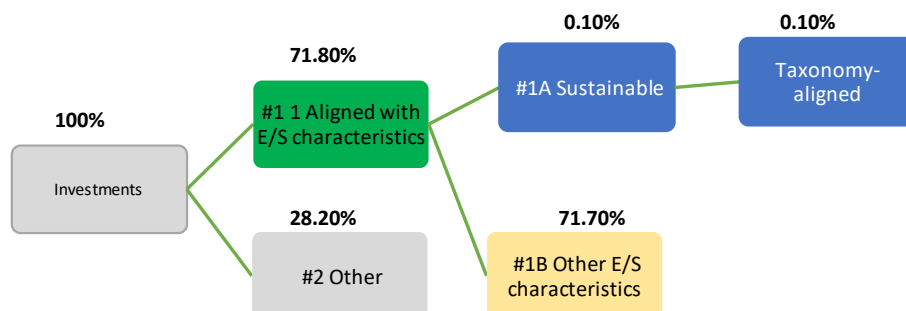 0.10%
0.10%
71.80%
#1A Sustainable
Taxonomy-
aligned
100%
#1 1 Aligned with
E/S characteristics
Investments
28.20%
71.70%
#2 Other
#1B Other E/S
characteristics